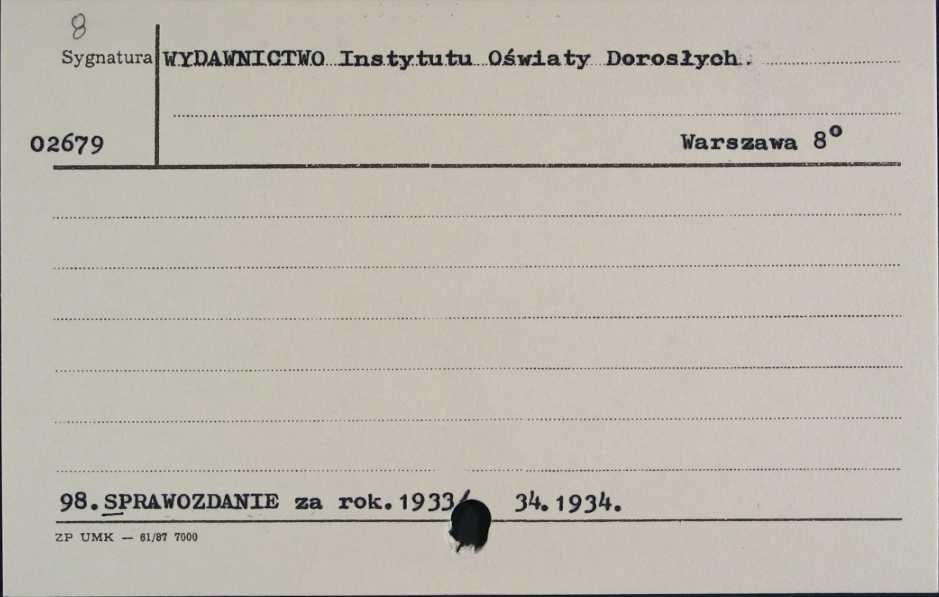 8
Sygnatura WYDAWNICTWO Instytutu Oświaty Dorosłych.
02679 Warszawa 8º
98. SPRAWOZDANIE za rok. 1933/ 34. 1934.
ZP UMK — 61/87 7000